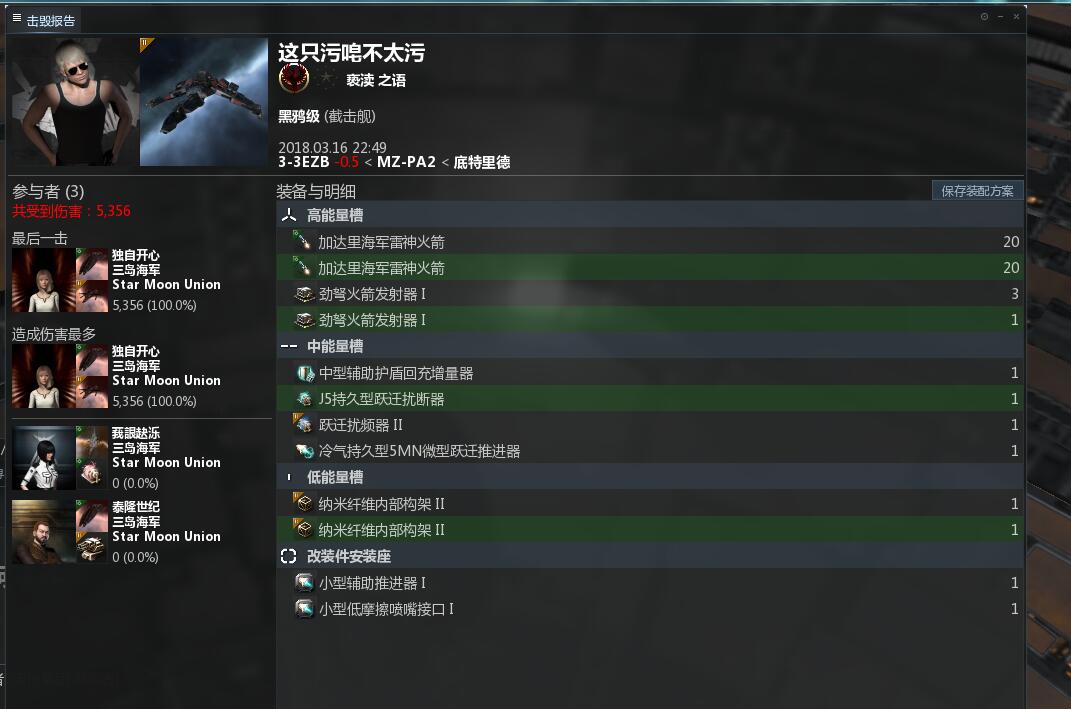 击毁报告
这只污唣不太污
亵渎 之语
黑鸦级 (截击舰)
2018.03.16 22:49
3-3EZB -0.5 < MZ-PA2 < 底特里德
参与者 (3)
共受到伤害：5,356
最后一击
独自开心
三鸟海军
Star Moon Union
5,356 (100.0%)
造成伤害最多
独自开心
三鸟海军
Star Moon Union
5,356 (100.0%)
三鸟海军
Star Moon Union
0 (0.0%)
泰隆世纪
三鸟海军
Star Moon Union
0 (0.0%)
装备与明细
保存装配方案
高能量槽
加达里海军雷神火箭 20
加达里海军雷神火箭 20
劲弩火箭发射器 I 3
劲弩火箭发射器 I 1
中能量槽
中型辅助护盾回充增量器 1
J5持久型跃迁扰断器 1
跃迁扰频器 II 1
冷气持久型5MN微型跃迁推进器 1
低能量槽
纳米纤维内部构架 II 1
纳米纤维内部构架 II 1
改装件安装座
小型辅助推进器 I 1
小型低摩擦喷嘴接口 I 1